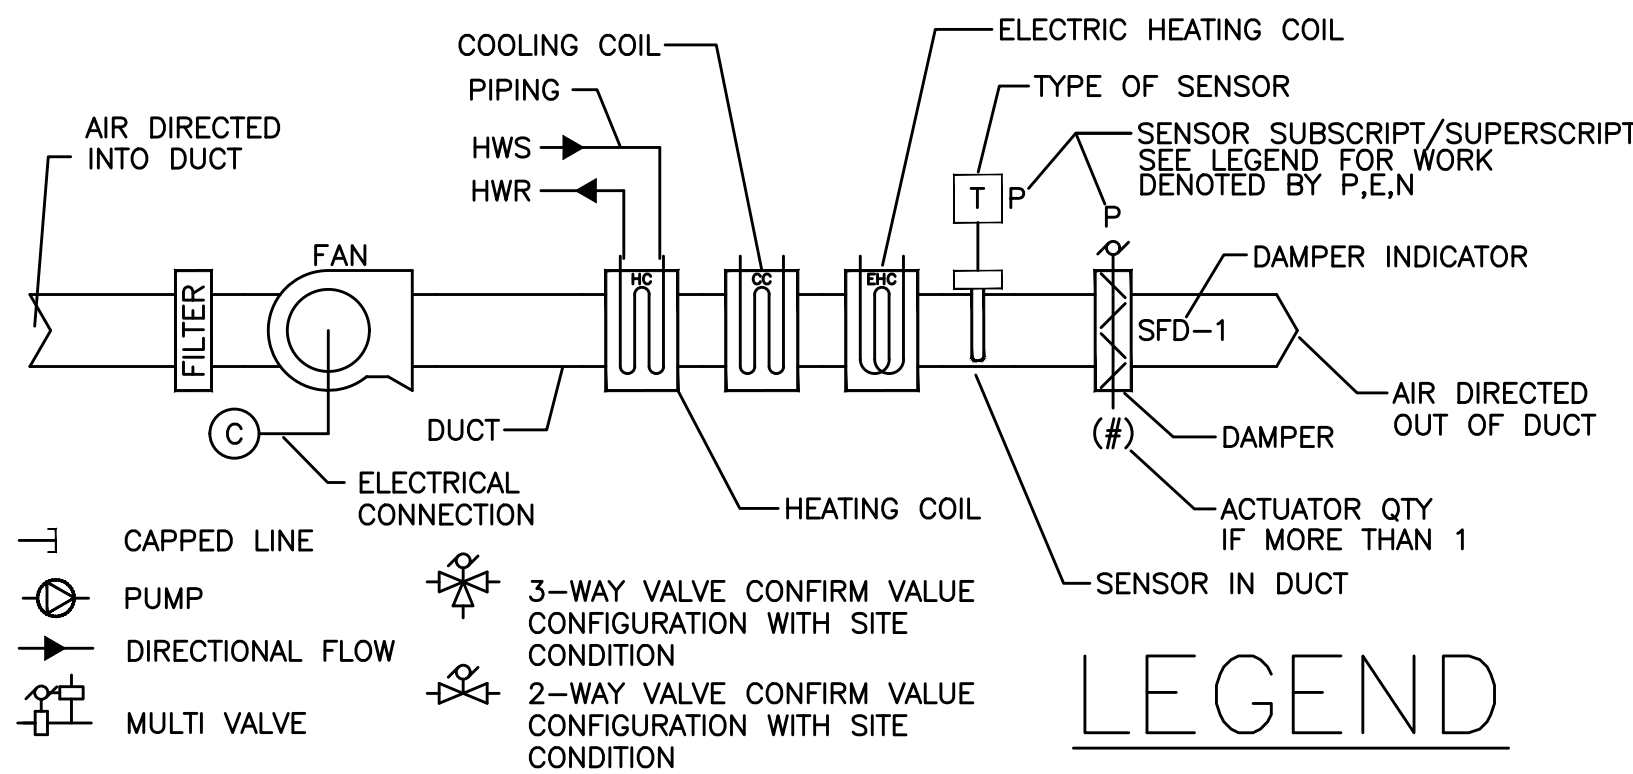 COOLING COIL
ELECTRIC HEATING COIL
PIPING
TYPE OF SENSOR
AIR DIRECTED
INTO DUCT
HWS
HWR
SENSOR SUBSCRIPT/SUPERSCRIPT
SEE LEGEND FOR WORK
DENOTED BY P,E,N
T P
P
FAN
DAMPER INDICATOR
FILTER
HC
CC
EHC
SFD-1
AIR DIRECTED
OUT OF DUCT
C
DUCT
(#)
DAMPER
ELECTRICAL
CONNECTION
HEATING COIL
ACTUATOR QTY
IF MORE THAN 1
SENSOR IN DUCT
CAPPED LINE
PUMP
DIRECTIONAL FLOW
MULTI VALVE
3-WAY VALVE CONFIRM VALUE
CONFIGURATION WITH SITE
CONDITION
2-WAY VALVE CONFIRM VALUE
CONFIGURATION WITH SITE
CONDITION
LEGEND